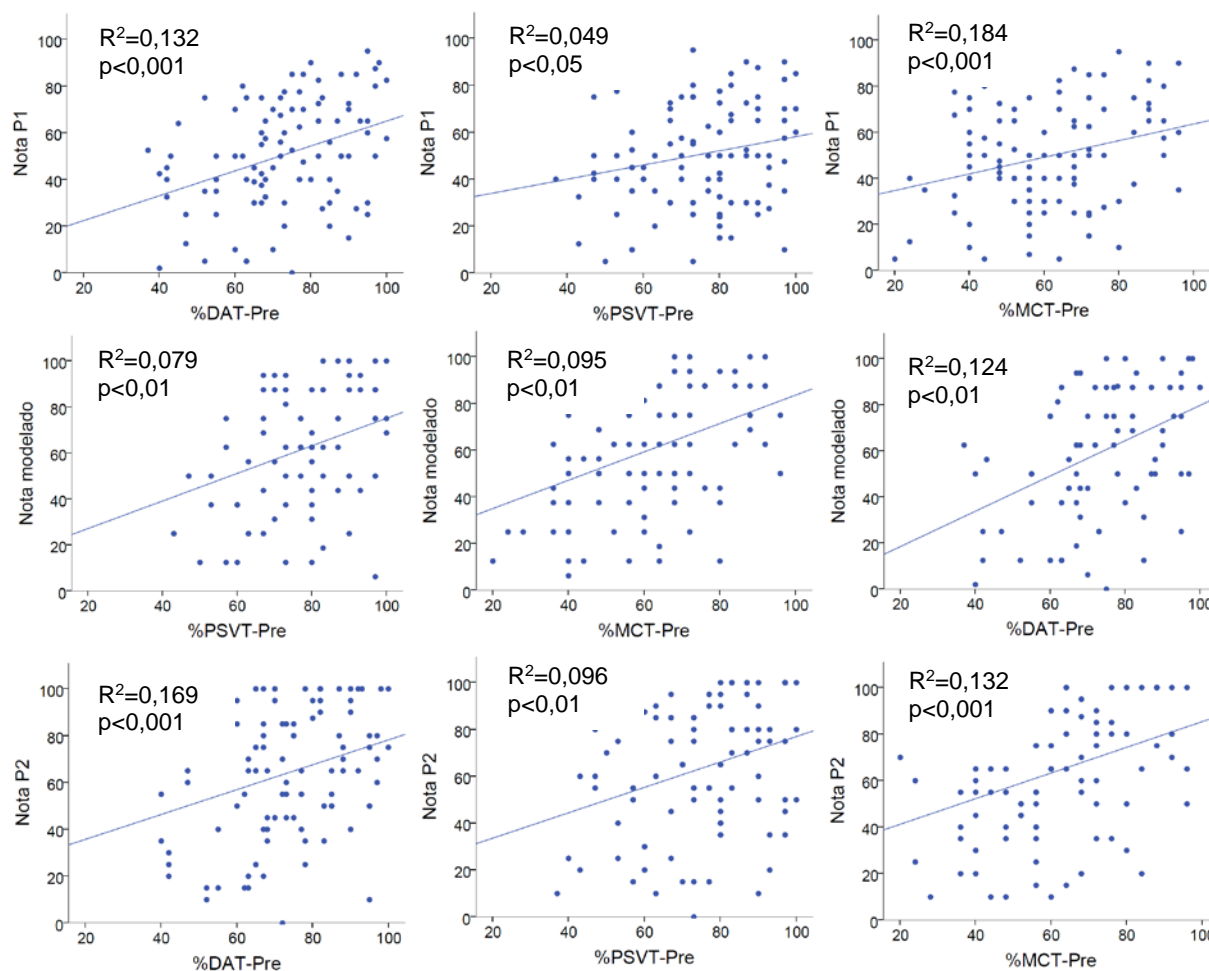 R²=0,132
p<0,001
Nota P1
100
80
60
40
20
0
20 40 60 80 100
%DAT-Pre
R²=0,049
p<0,05
Nota P1
100
80
60
40
20
0
20 40 60 80 100
%PSVT-Pre
R²=0,184
p<0,001
Nota P1
100
80
60
40
20
0
20 40 60 80 100
%MCT-Pre
R²=0,079
p<0,01
Nota modelado
100
80
60
40
20
0
20 40 60 80 100
%PSVT-Pre
R²=0,095
p<0,01
Nota modelado
100
80
60
40
20
0
20 40 60 80 100
%MCT-Pre
R²=0,124
p<0,01
Nota modelado
100
80
60
40
20
0
20 40 60 80 100
%DAT-Pre
R²=0,169
p<0,001
Nota P2
100
80
60
40
20
0
20 40 60 80 100
%DAT-Pre
R²=0,096
p<0,01
Nota P2
100
80
60
40
20
0
20 40 60 80 100
%PSVT-Pre
R²=0,132
p<0,001
Nota P2
100
80
60
40
20
0
20 40 60 80 100
%MCT-Pre